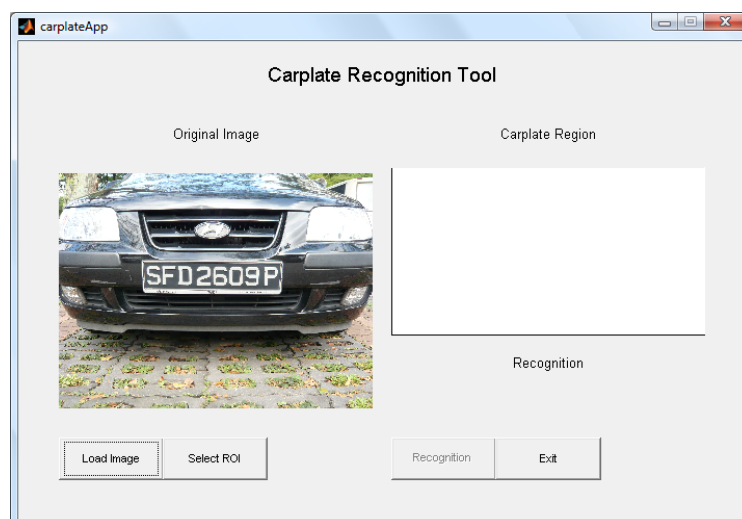 carplateApp
Carplate Recognition Tool
Original Image
Carplate Region
SFD2609P
Recognition
Load Image
Select ROI
Recognition
Exit